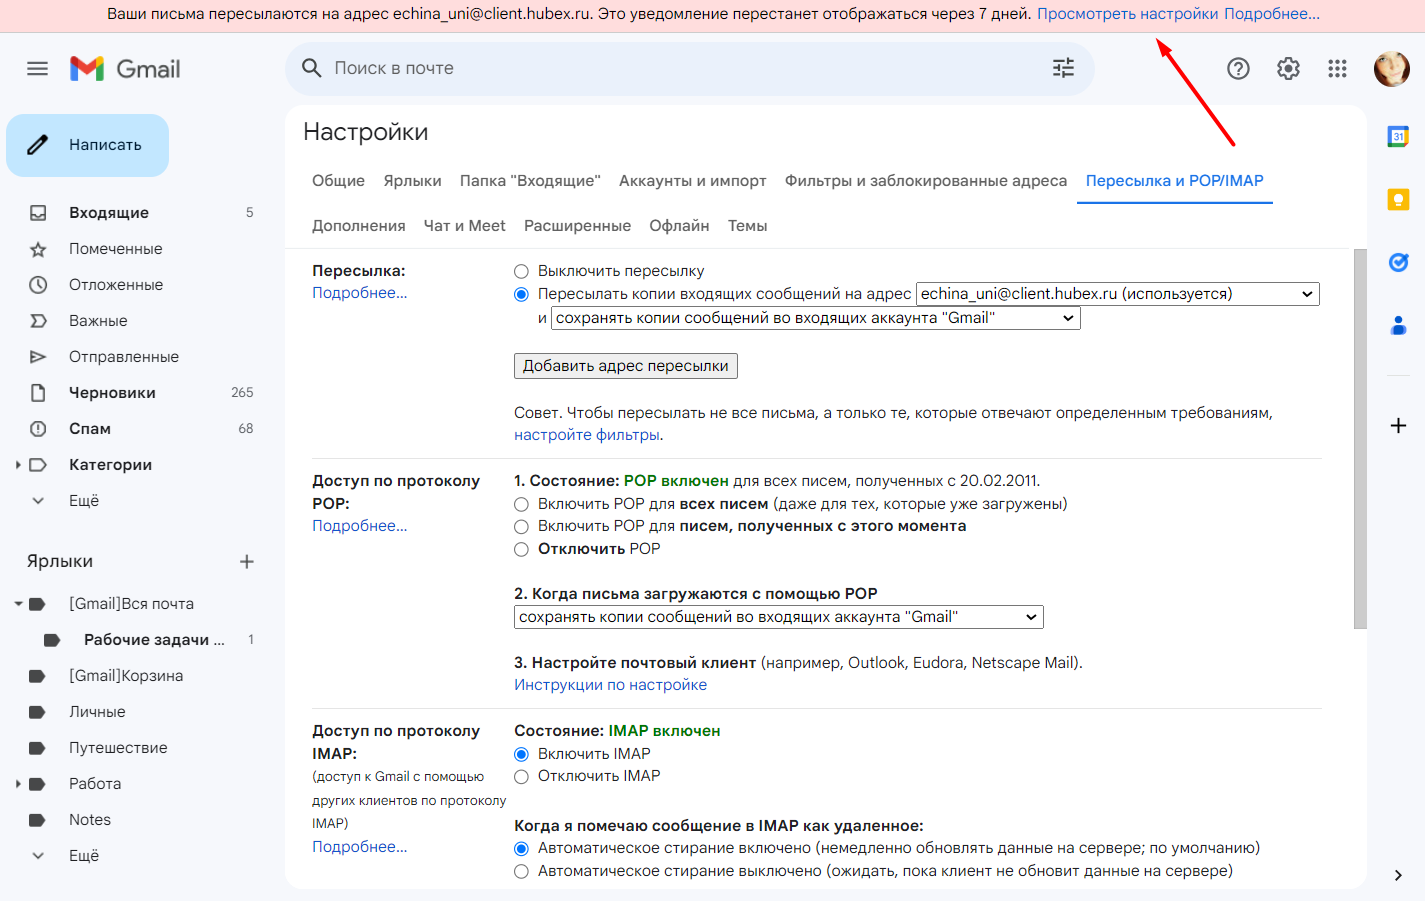 Ваши письма пересылаются на адрес echina_uni@client.hubex.ru. Это уведомление перестанет отображаться через 7 дней. Просмотреть настройки Подробнее...
Gmail
Поиск в почте
Написать
Входящие 5
Помеченные
Отложенные
Важные
Отправленные
Черновики 265
Спам 68
Категории
Ещё
Ярлыки
[Gmail]Вся почта
Рабочие задачи ... 1
[Gmail]Корзина
Личные
Путешествие
Работа
Notes
Ещё
Настройки
Общие Ярлыки Папка "Входящие" Аккаунты и импорт Фильтры и заблокированные адреса Пересылка и POP/IMAP
Дополнения Чат и Meet Расширенные Офлайн Темы
Пересылка:
Подробнее...
Выключить пересылку
Пересылать копии входящих сообщений на адрес echina_uni@client.hubex.ru (используется)
и сохранять копии сообщений во входящих аккаунта "Gmail"
Добавить адрес пересылки
Совет. Чтобы пересылать не все письма, а только те, которые отвечают определенным требованиям,
настройте фильтры.
Доступ по протоколу
POP:
Подробнее...
1. Состояние: POP включен для всех писем, полученных с 20.02.2011.
Включить POP для всех писем (даже для тех, которые уже загружены)
Включить POP для писем, полученных с этого момента
Отключить POP
2. Когда письма загружаются с помощью POP
сохранять копии сообщений во входящих аккаунта "Gmail"
3. Настройте почтовый клиент (например, Outlook, Eudora, Netscape Mail).
Инструкции по настройке
Доступ по протоколу
IMAP:
(доступ к Gmail с помощью
других клиентов по протоколу
IMAP)
Подробнее...
Состояние: IMAP включен
Включить IMAP
Отключить IMAP
Когда я помечаю сообщение в IMAP как удаленное:
Автоматическое стирание включено (немедленно обновлять данные на сервере; по умолчанию)
Автоматическое стирание выключено (ожидать, пока клиент не обновит данные на сервере)
31